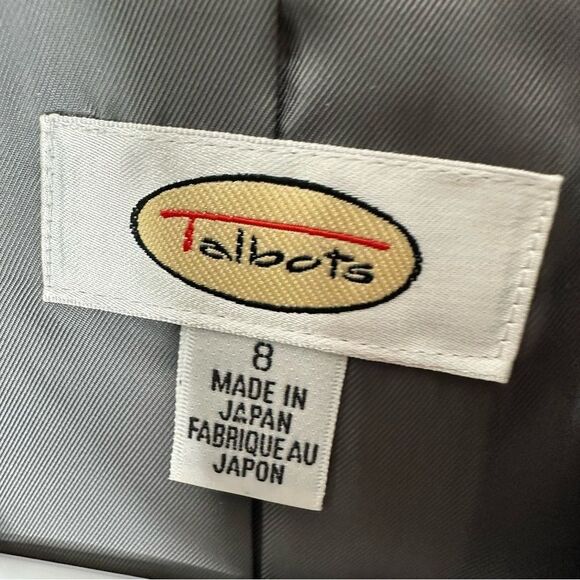 Talbots
8
MADE IN
JAPAN
FABRIQUE AU
JAPON